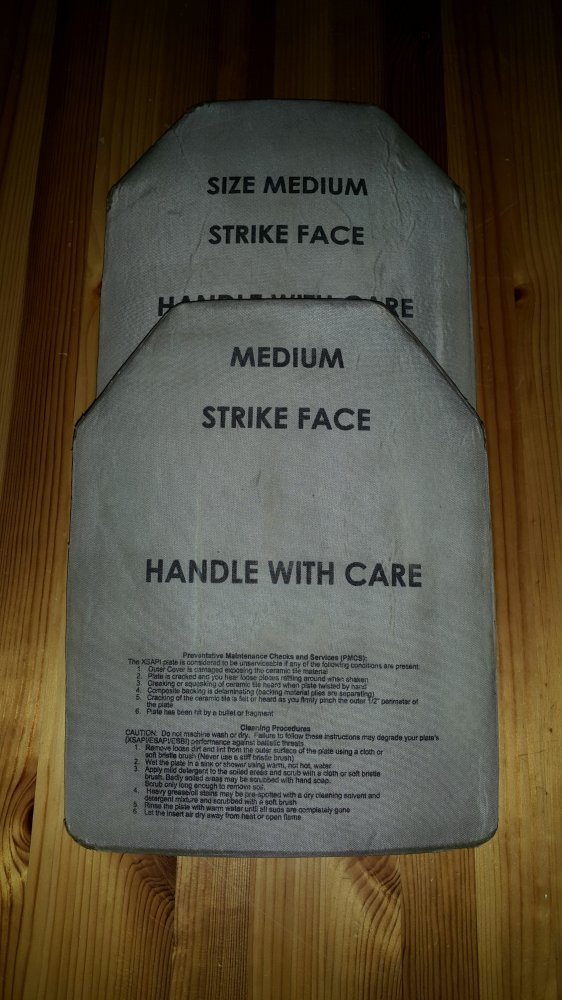 SIZE MEDIUM
STRIKE FACE
HANDLE WITH CARE
MEDIUM
STRIKE FACE
HANDLE WITH CARE
Preventative Maintenance Checks and Services (PMCS):
The XSAPI plate is considered to be unserviceable if any of the following conditions are present:
1. Outer Cover is damaged exposing the ceramic tile material
2. Plate is cracked and you hear loose pieces rattling around when shaken
3. Creaking or squeaking of ceramic tile heard when plate twisted by hand
4. Composite backing is delaminating (backing material plies are separating)
5. Cracking of the ceramic tile is felt or heard as you firmly pinch the outer 1/2" perimeter of
the plate
6. Plate has been hit by a bullet or fragment
Cleaning Procedures
CAUTION: Do not machine wash or dry. Failure to follow these instructions may degrade your plate's
(XSAPI/ESAPI/ESBI) performance against ballistic threats.
1. Remove loose dirt and lint from the outer surface of the plate using a cloth or
soft bristle brush (Never use a stiff bristle brush)
2. Wet the plate in a sink or shower using warm, not hot, water
3. Apply mild detergent to the soiled areas and scrub with a cloth or soft bristle
brush. Badly soiled areas may be scrubbed with hand soap.
Scrub only long enough to remove soil.
4. Heavy grease/oil stains may be pre-spotted with a dry cleaning solvent and
detergent mixture and scrubbed with a soft brush
5. Rinse the plate with warm water until all suds are completely gone
6. Let the insert air dry away from heat or open flame